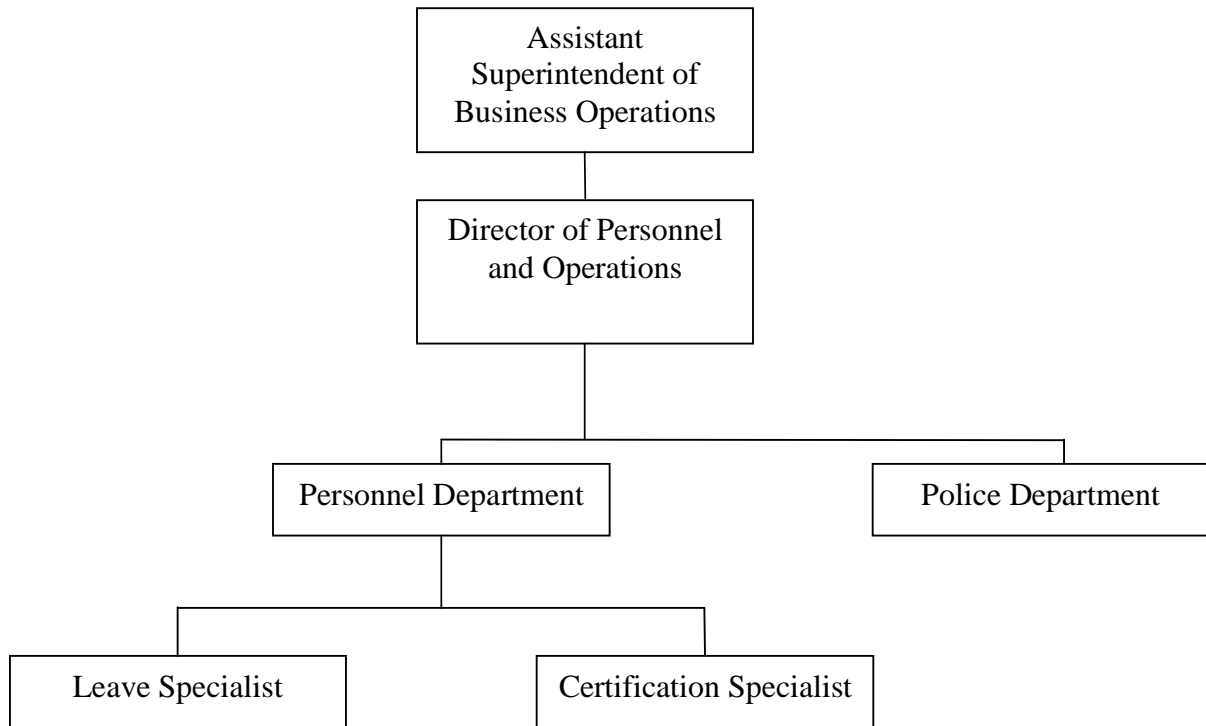 Assistant
Superintendent of
Business Operations
Director of Personnel
and Operations
Personnel Department
Police Department
Leave Specialist
Certification Specialist